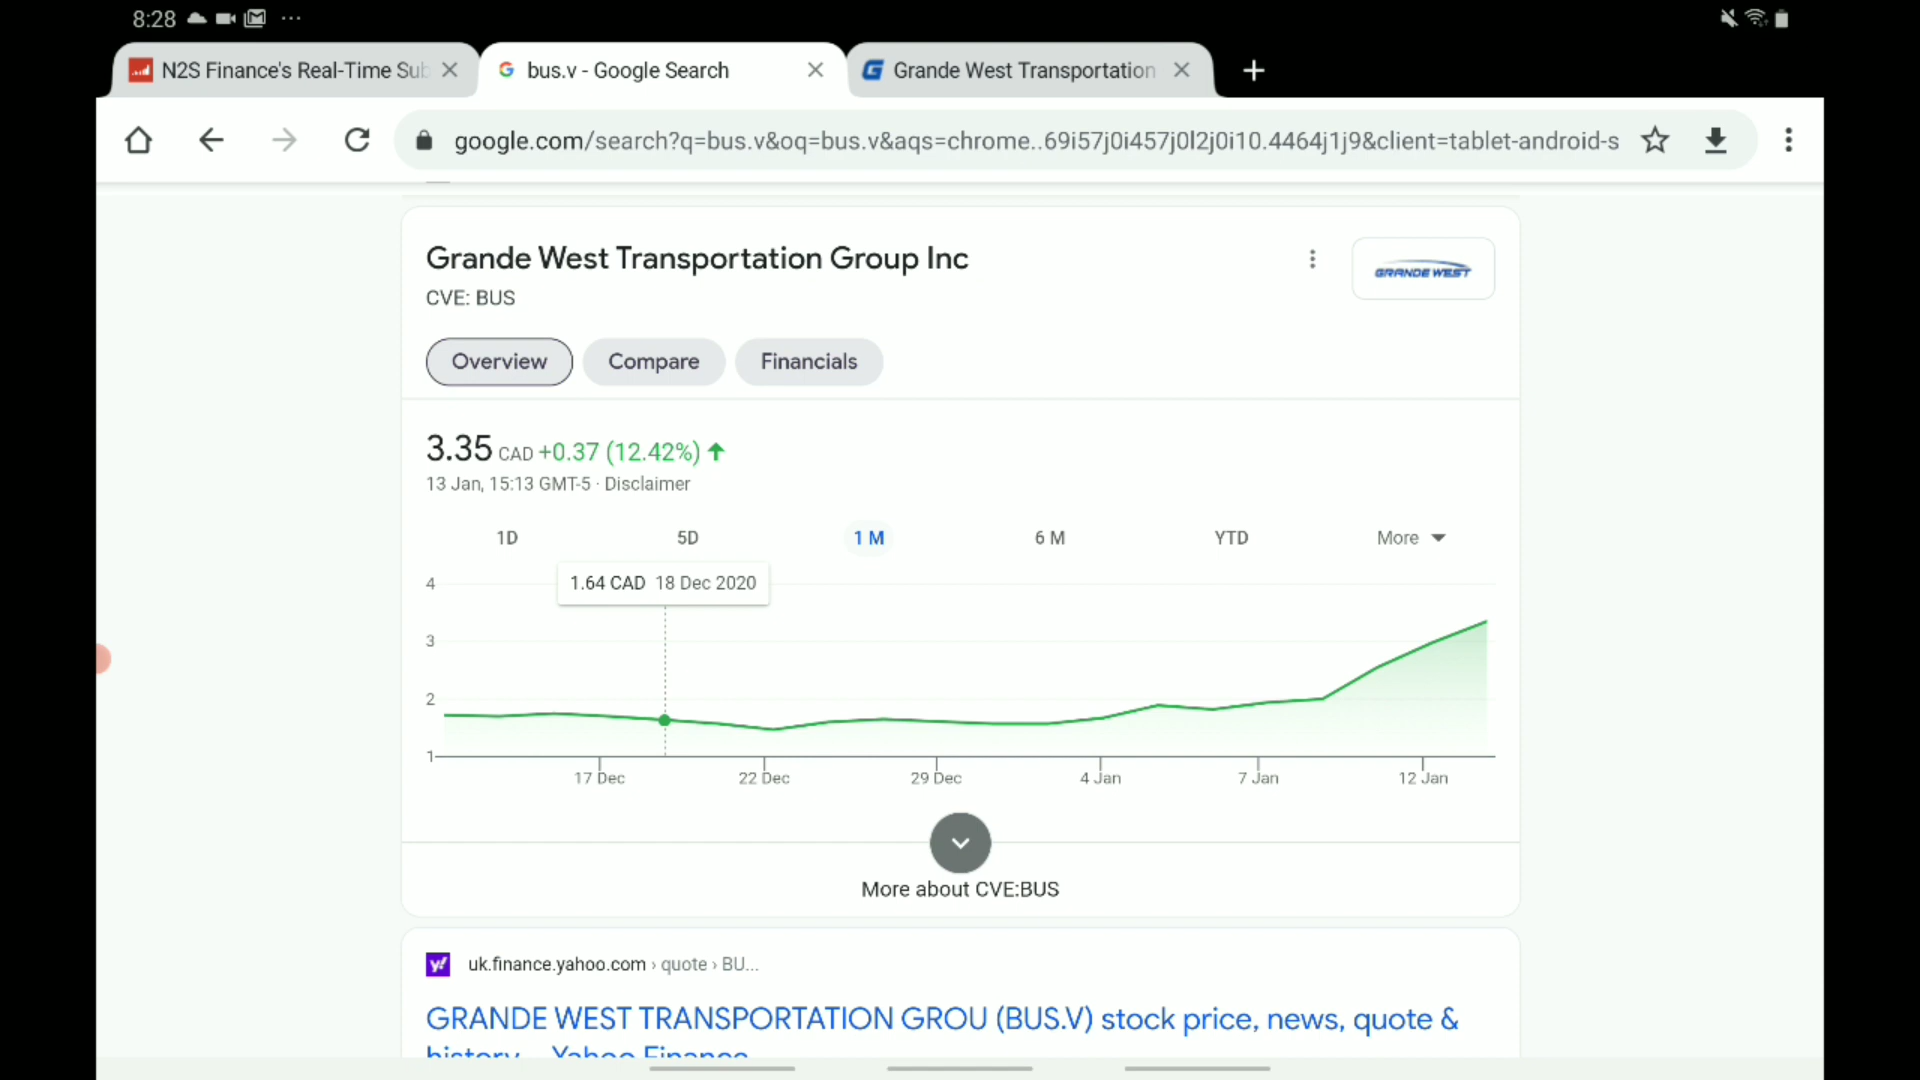 8:28
N2S Finance's Real-Time Sub
bus.v - Google Search
Grande West Transportation
google.com/search?q=bus.v&oq=bus.v&aqs=chrome..69i57j0i457j0l2j0i10.4464j1j9&client=tablet-android-s
Grande West Transportation Group Inc
GRANDE WEST
CVE: BUS
Overview
Compare
Financials
3.35 CAD +0.37 (12.42%)
13 Jan, 15:13 GMT-5 · Disclaimer
1D
5D
1 M
6 M
YTD
More
1.64 CAD 18 Dec 2020
4
3
2
1
17 Dec
22 Dec
29 Dec
4 Jan
7 Jan
12 Jan
More about CVE:BUS
y!
uk.finance.yahoo.com › quote › BU...
GRANDE WEST TRANSPORTATION GROU (BUS.V) stock price, news, quote &
history - Yahoo Finance